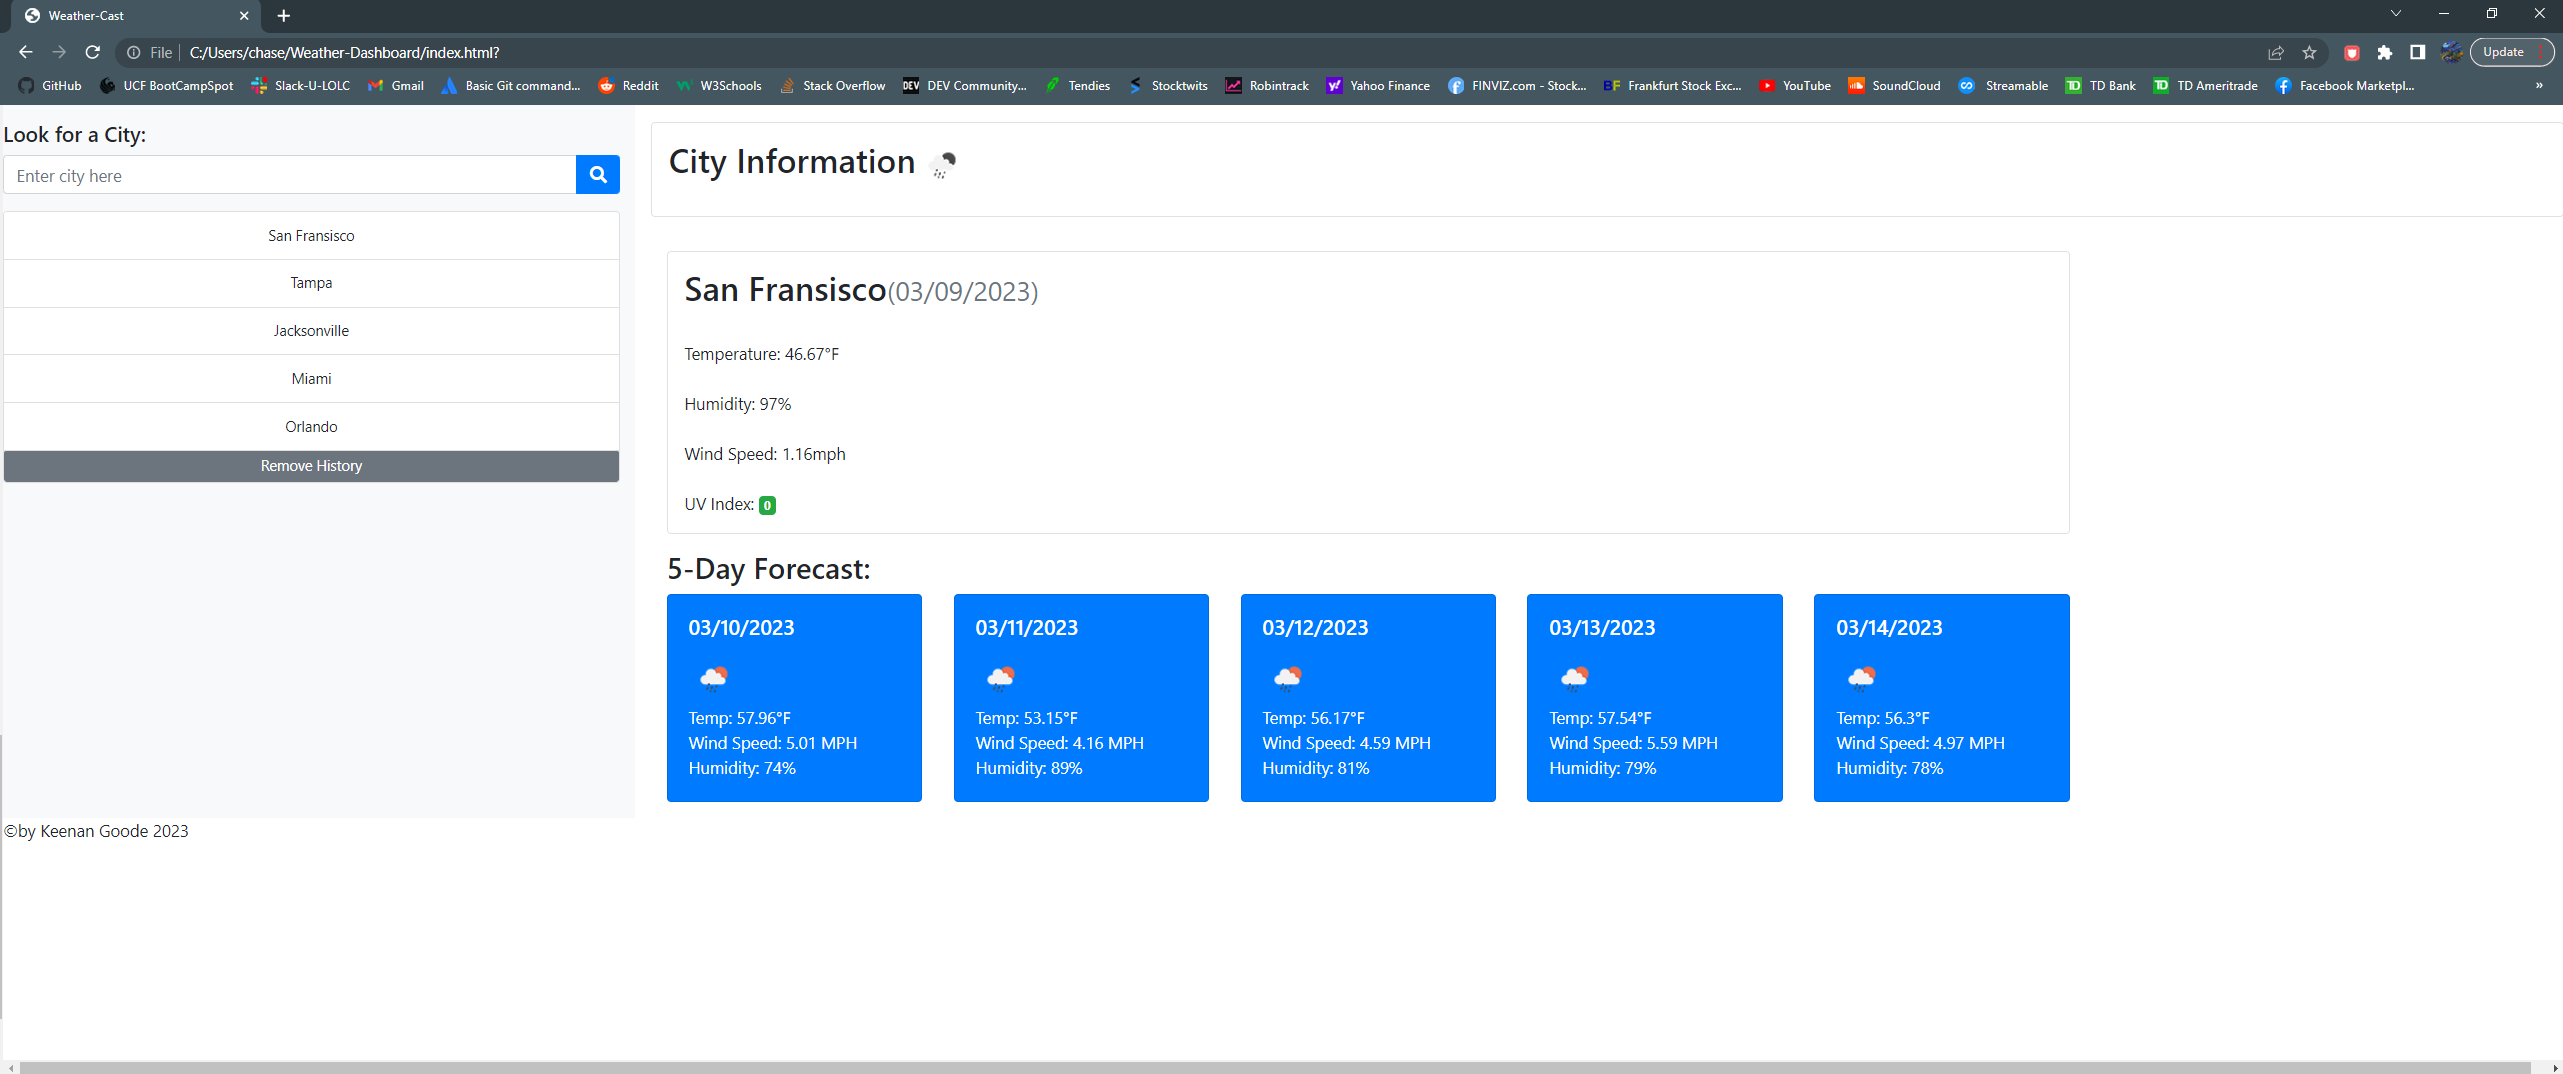 Weather-Cast
File C:/Users/chase/Weather-Dashboard/index.html? Update
GitHub UCF BootCampSpot Slack-U-LOLC Gmail Basic Git command... Reddit W3Schools Stack Overflow DEV DEV Community... Tendies Stocktwits Robintrack Yahoo Finance FINVIZ.com - Stock... BF Frankfurt Stock Exc... YouTube SoundCloud Streamable TD TD Bank TD TD Ameritrade Facebook Marketpl... »
Look for a City:
Enter city here
San Fransisco
Tampa
Jacksonville
Miami
Orlando
Remove History
City Information
San Fransisco(03/09/2023)
Temperature: 46.67°F
Humidity: 97%
Wind Speed: 1.16mph
UV Index: 0
5-Day Forecast:
03/10/2023
Temp: 57.96°F
Wind Speed: 5.01 MPH
Humidity: 74%
03/11/2023
Temp: 53.15°F
Wind Speed: 4.16 MPH
Humidity: 89%
03/12/2023
Temp: 56.17°F
Wind Speed: 4.59 MPH
Humidity: 81%
03/13/2023
Temp: 57.54°F
Wind Speed: 5.59 MPH
Humidity: 79%
03/14/2023
Temp: 56.3°F
Wind Speed: 4.97 MPH
Humidity: 78%
©by Keenan Goode 2023